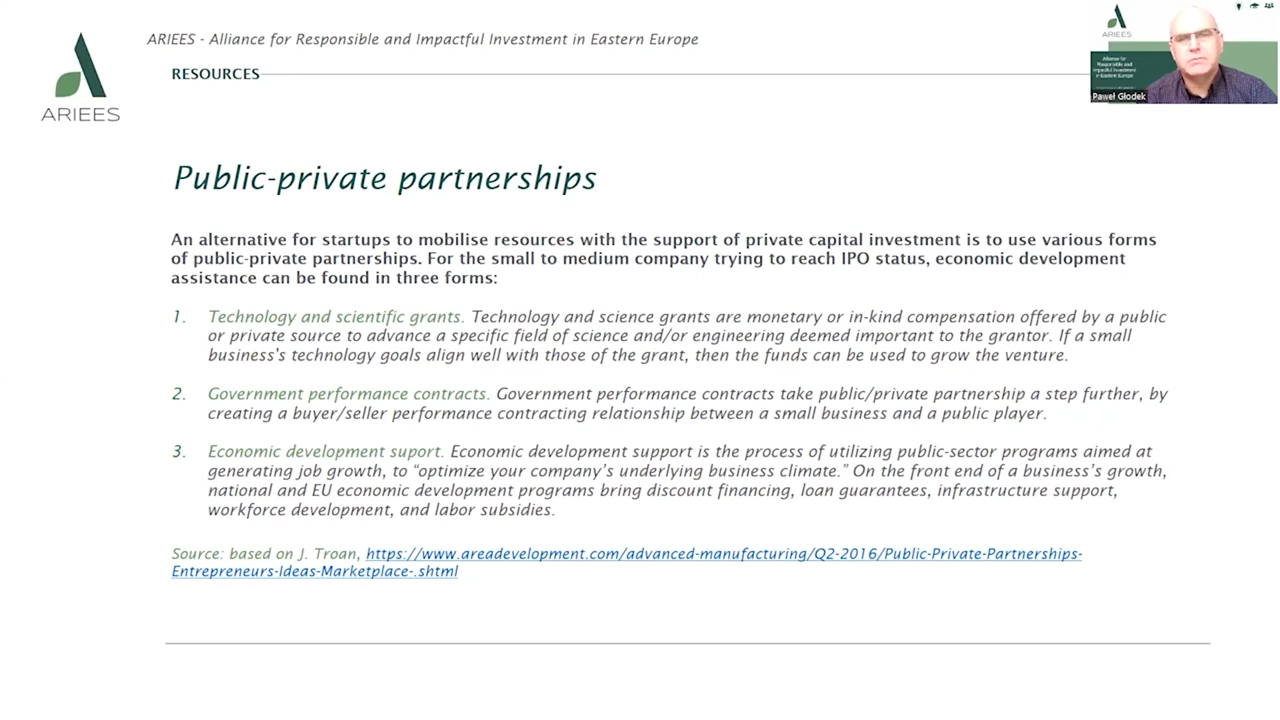 ARIEES - Alliance for Responsible and Impactful Investment in Eastern Europe
RESOURCES
ARIEES
ARIEES
Alliance for
Responsible and
Impactful Investment
in Eastern Europe
Paweł Głodek
Public-private partnerships
An alternative for startups to mobilise resources with the support of private capital investment is to use various forms
of public-private partnerships. For the small to medium company trying to reach IPO status, economic development
assistance can be found in three forms:
1. Technology and scientific grants. Technology and science grants are monetary or in-kind compensation offered by a public
or private source to advance a specific field of science and/or engineering deemed important to the grantor. If a small
business's technology goals align well with those of the grant, then the funds can be used to grow the venture.
2. Government performance contracts. Government performance contracts take public/private partnership a step further, by
creating a buyer/seller performance contracting relationship between a small business and a public player.
3. Economic development suport. Economic development support is the process of utilizing public-sector programs aimed at
generating job growth, to “optimize your company’s underlying business climate.” On the front end of a business’s growth,
national and EU economic development programs bring discount financing, loan guarantees, infrastructure support,
workforce development, and labor subsidies.
Source: based on J. Troan, https://www.areadevelopment.com/advanced-manufacturing/Q2-2016/Public-Private-Partnerships-
Entrepreneurs-Ideas-Marketplace-.shtml